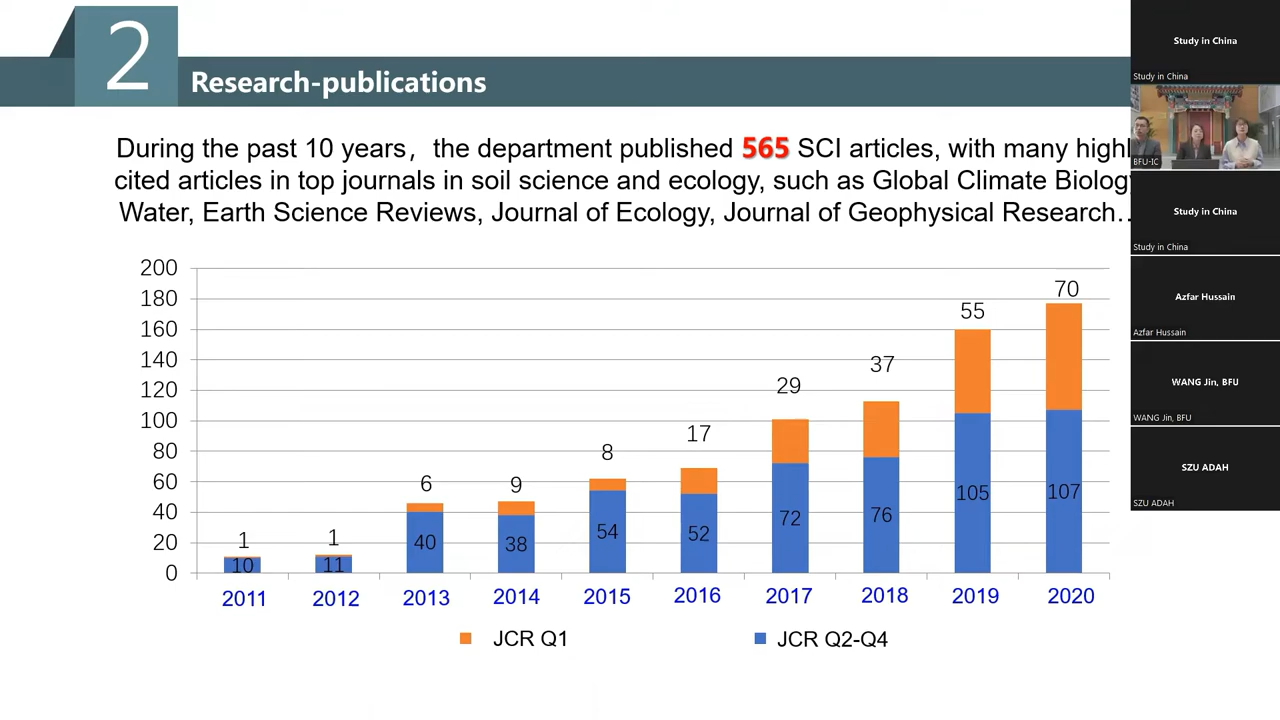 2
Research-publications
During the past 10 years，the department published 565 SCI articles, with many highl
cited articles in top journals in soil science and ecology, such as Global Climate Biology
Water, Earth Science Reviews, Journal of Ecology, Journal of Geophysical Research…
200
180
160
140
120
100
80
60
40
20
0
1
10
1
11
6
40
9
38
8
54
17
52
29
72
37
76
55
105
70
107
2011 2012 2013 2014 2015 2016 2017 2018 2019 2020
JCR Q1 JCR Q2-Q4
Study in China
Study in China
BFU-IC
Study in China
Study in China
Azfar Hussain
Azfar Hussain
WANG Jin, BFU
WANG Jin, BFU
SZU ADAH
SZU ADAH